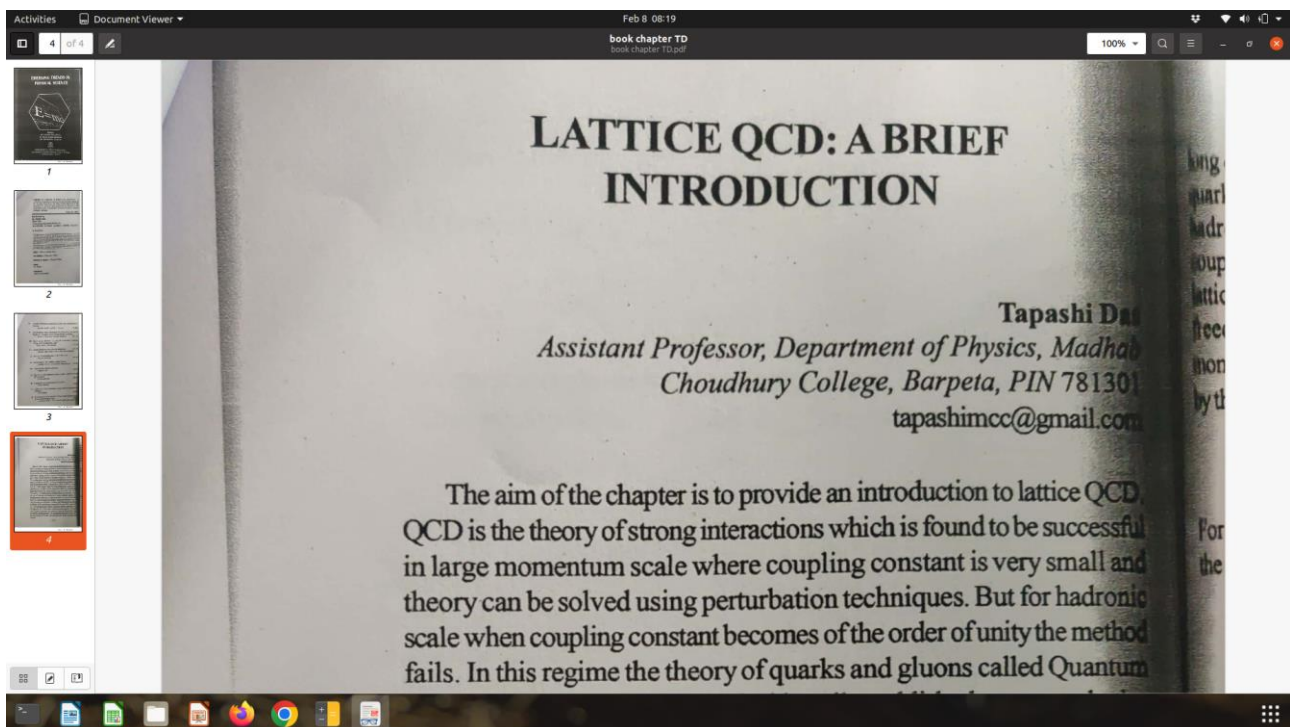 Activities Document Viewer Feb 8 08:19
4 of 4 book chapter TD 100%
book chapter TD.pdf
1
2
3
4
LATTICE QCD: A BRIEF
INTRODUCTION
Tapashi Das
Assistant Professor, Department of Physics, Madhab
Choudhury College, Barpeta, PIN 781301
tapashimcc@gmail.com
The aim of the chapter is to provide an introduction to lattice QCD.
QCD is the theory of strong interactions which is found to be successful
in large momentum scale where coupling constant is very small and
theory can be solved using perturbation techniques. But for hadronic
scale when coupling constant becomes of the order of unity the method
fails. In this regime the theory of quarks and gluons called Quantum
For
the